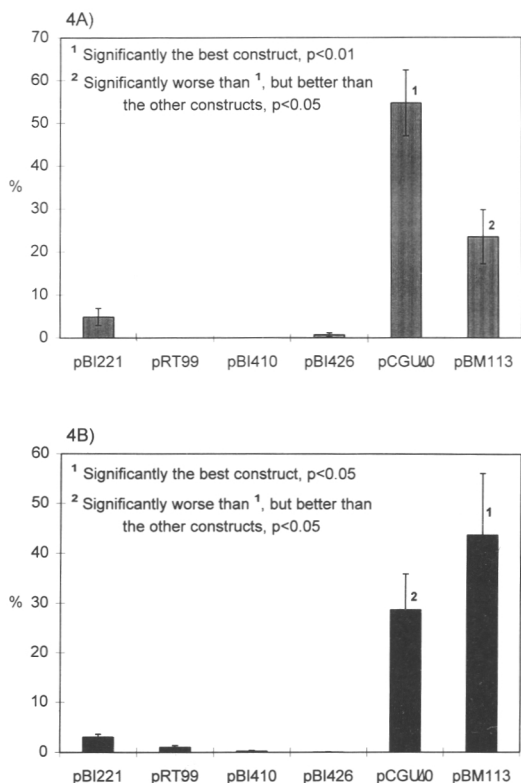 4A)
70
¹ Significantly the best construct, p<0.01
60
² Significantly worse than ¹, but better than
the other constructs, p<0.05
50
40
30
20
10
0
%
1
2
pBI221 pRT99 pBI410 pBI426 pCGUΔ0 pBM113
4B)
60
¹ Significantly the best construct, p<0.05
50
² Significantly worse than ¹, but better than
the other constructs, p<0.05
40
30
20
10
0
%
2
1
pBI221 pRT99 pBI410 pBI426 pCGUΔ0 pBM113